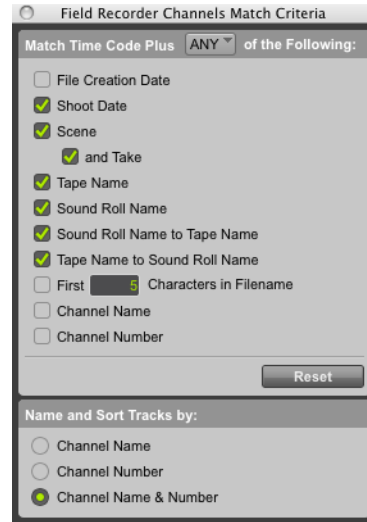 Field Recorder Channels Match Criteria
Match Time Code Plus ANY of the Following:
File Creation Date
Shoot Date
Scene
and Take
Tape Name
Sound Roll Name
Sound Roll Name to Tape Name
Tape Name to Sound Roll Name
First 5 Characters in Filename
Channel Name
Channel Number
Reset
Name and Sort Tracks by:
Channel Name
Channel Number
Channel Name & Number